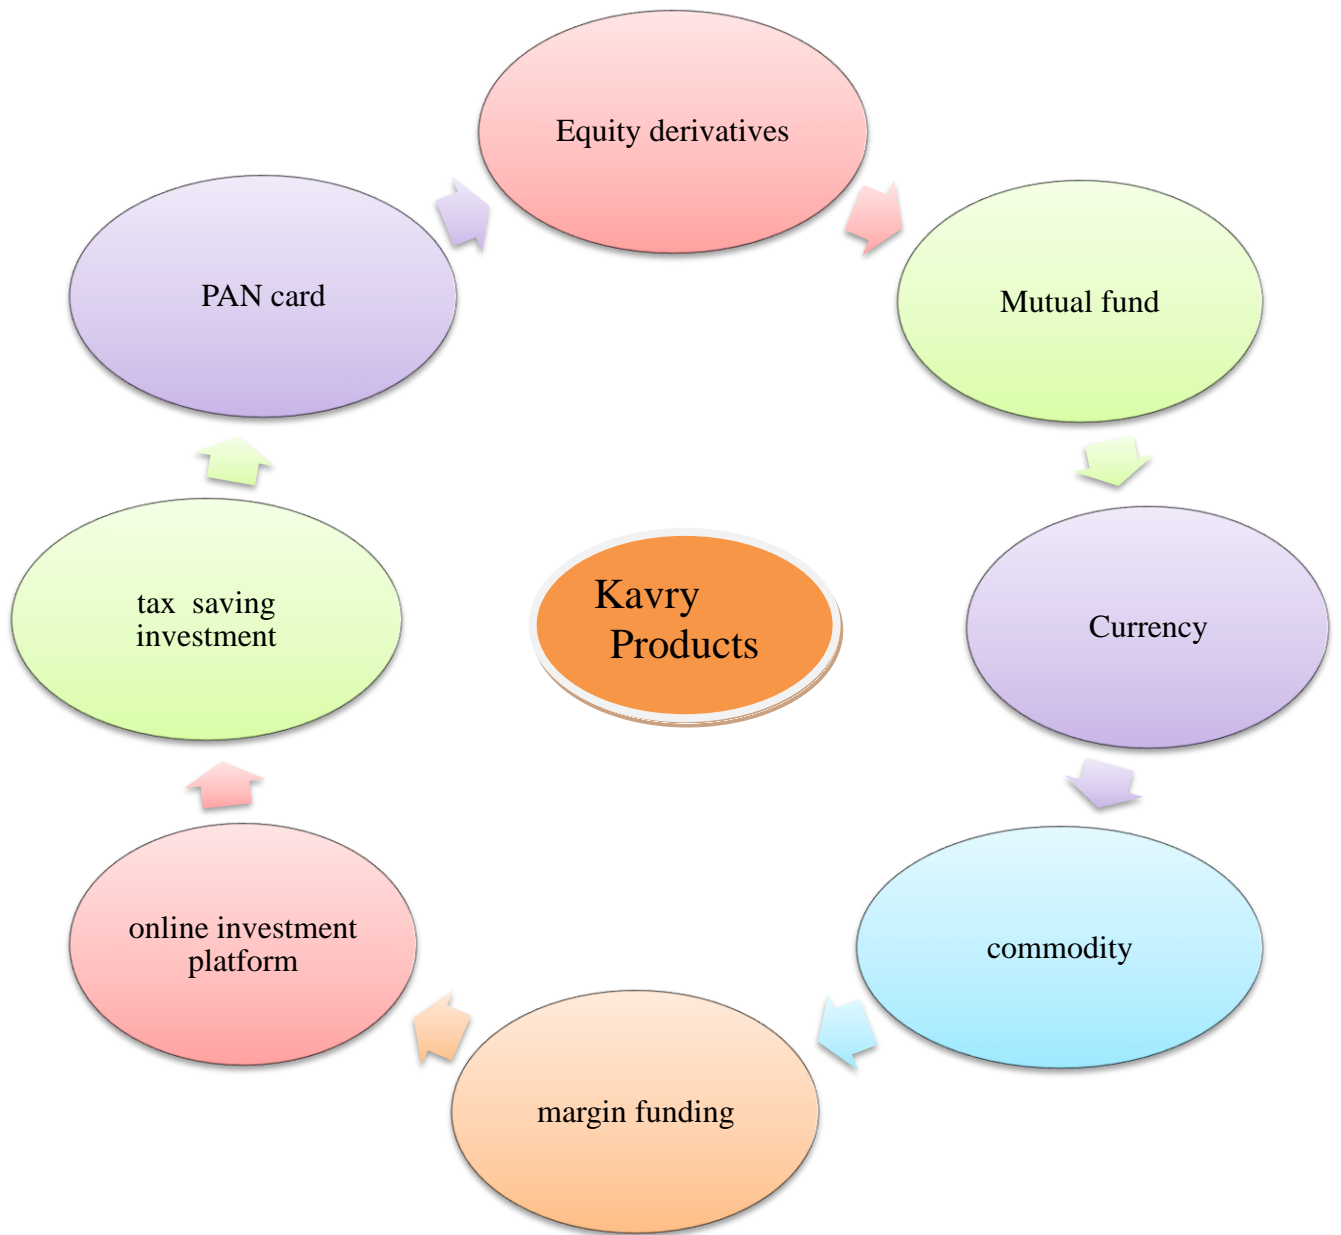 Equity derivatives
PAN card
Mutual fund
tax saving
investment
Kavry
Products
Currency
online investment
platform
commodity
margin funding